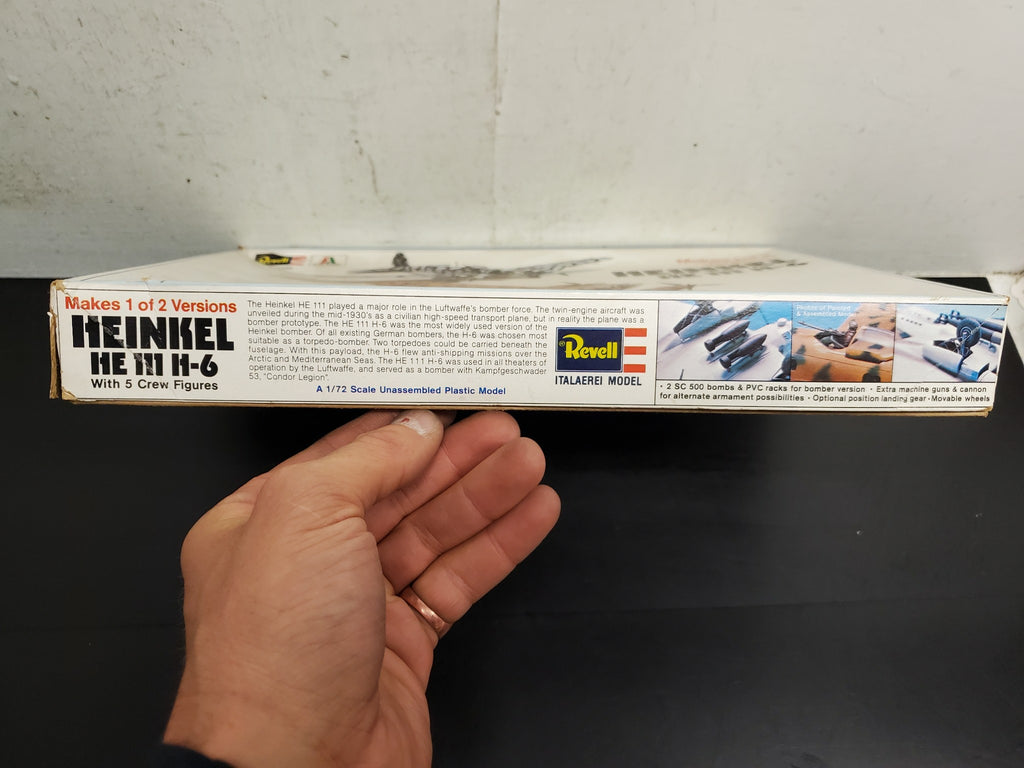 Revell
Makes 1 of 2 Versions
HEINKEL
HE 111 H-6
With 5 Crew Figures
The Heinkel HE 111 played a major role in the Luftwaffe's bomber force. The twin-engine aircraft was
unveiled during the mid-1930's as a civilian high-speed transport plane, but in reality the plane was a
bomber prototype. The HE 111 H-6 was the most widely used version of the
Heinkel bomber. Of all existing German bombers, the H-6 was chosen most
suitable as a torpedo-bomber. Two torpedoes could be carried beneath the
fuselage. With this payload, the H-6 flew anti-shipping missions over the
Arctic and Mediterranean Seas. The HE 111 H-6 was used in all theaters of
operation by the Luftwaffe, and served as a bomber with Kampfgeschwader
53, "Condor Legion".
A 1/72 Scale Unassembled Plastic Model
Revell
ITALAEREI MODEL
Photos of Painted
& Assembled Model
• 2 SC 500 bombs & PVC racks for bomber version • Extra machine guns & cannon
for alternate armament possibilities • Optional position landing gear • Movable wheels